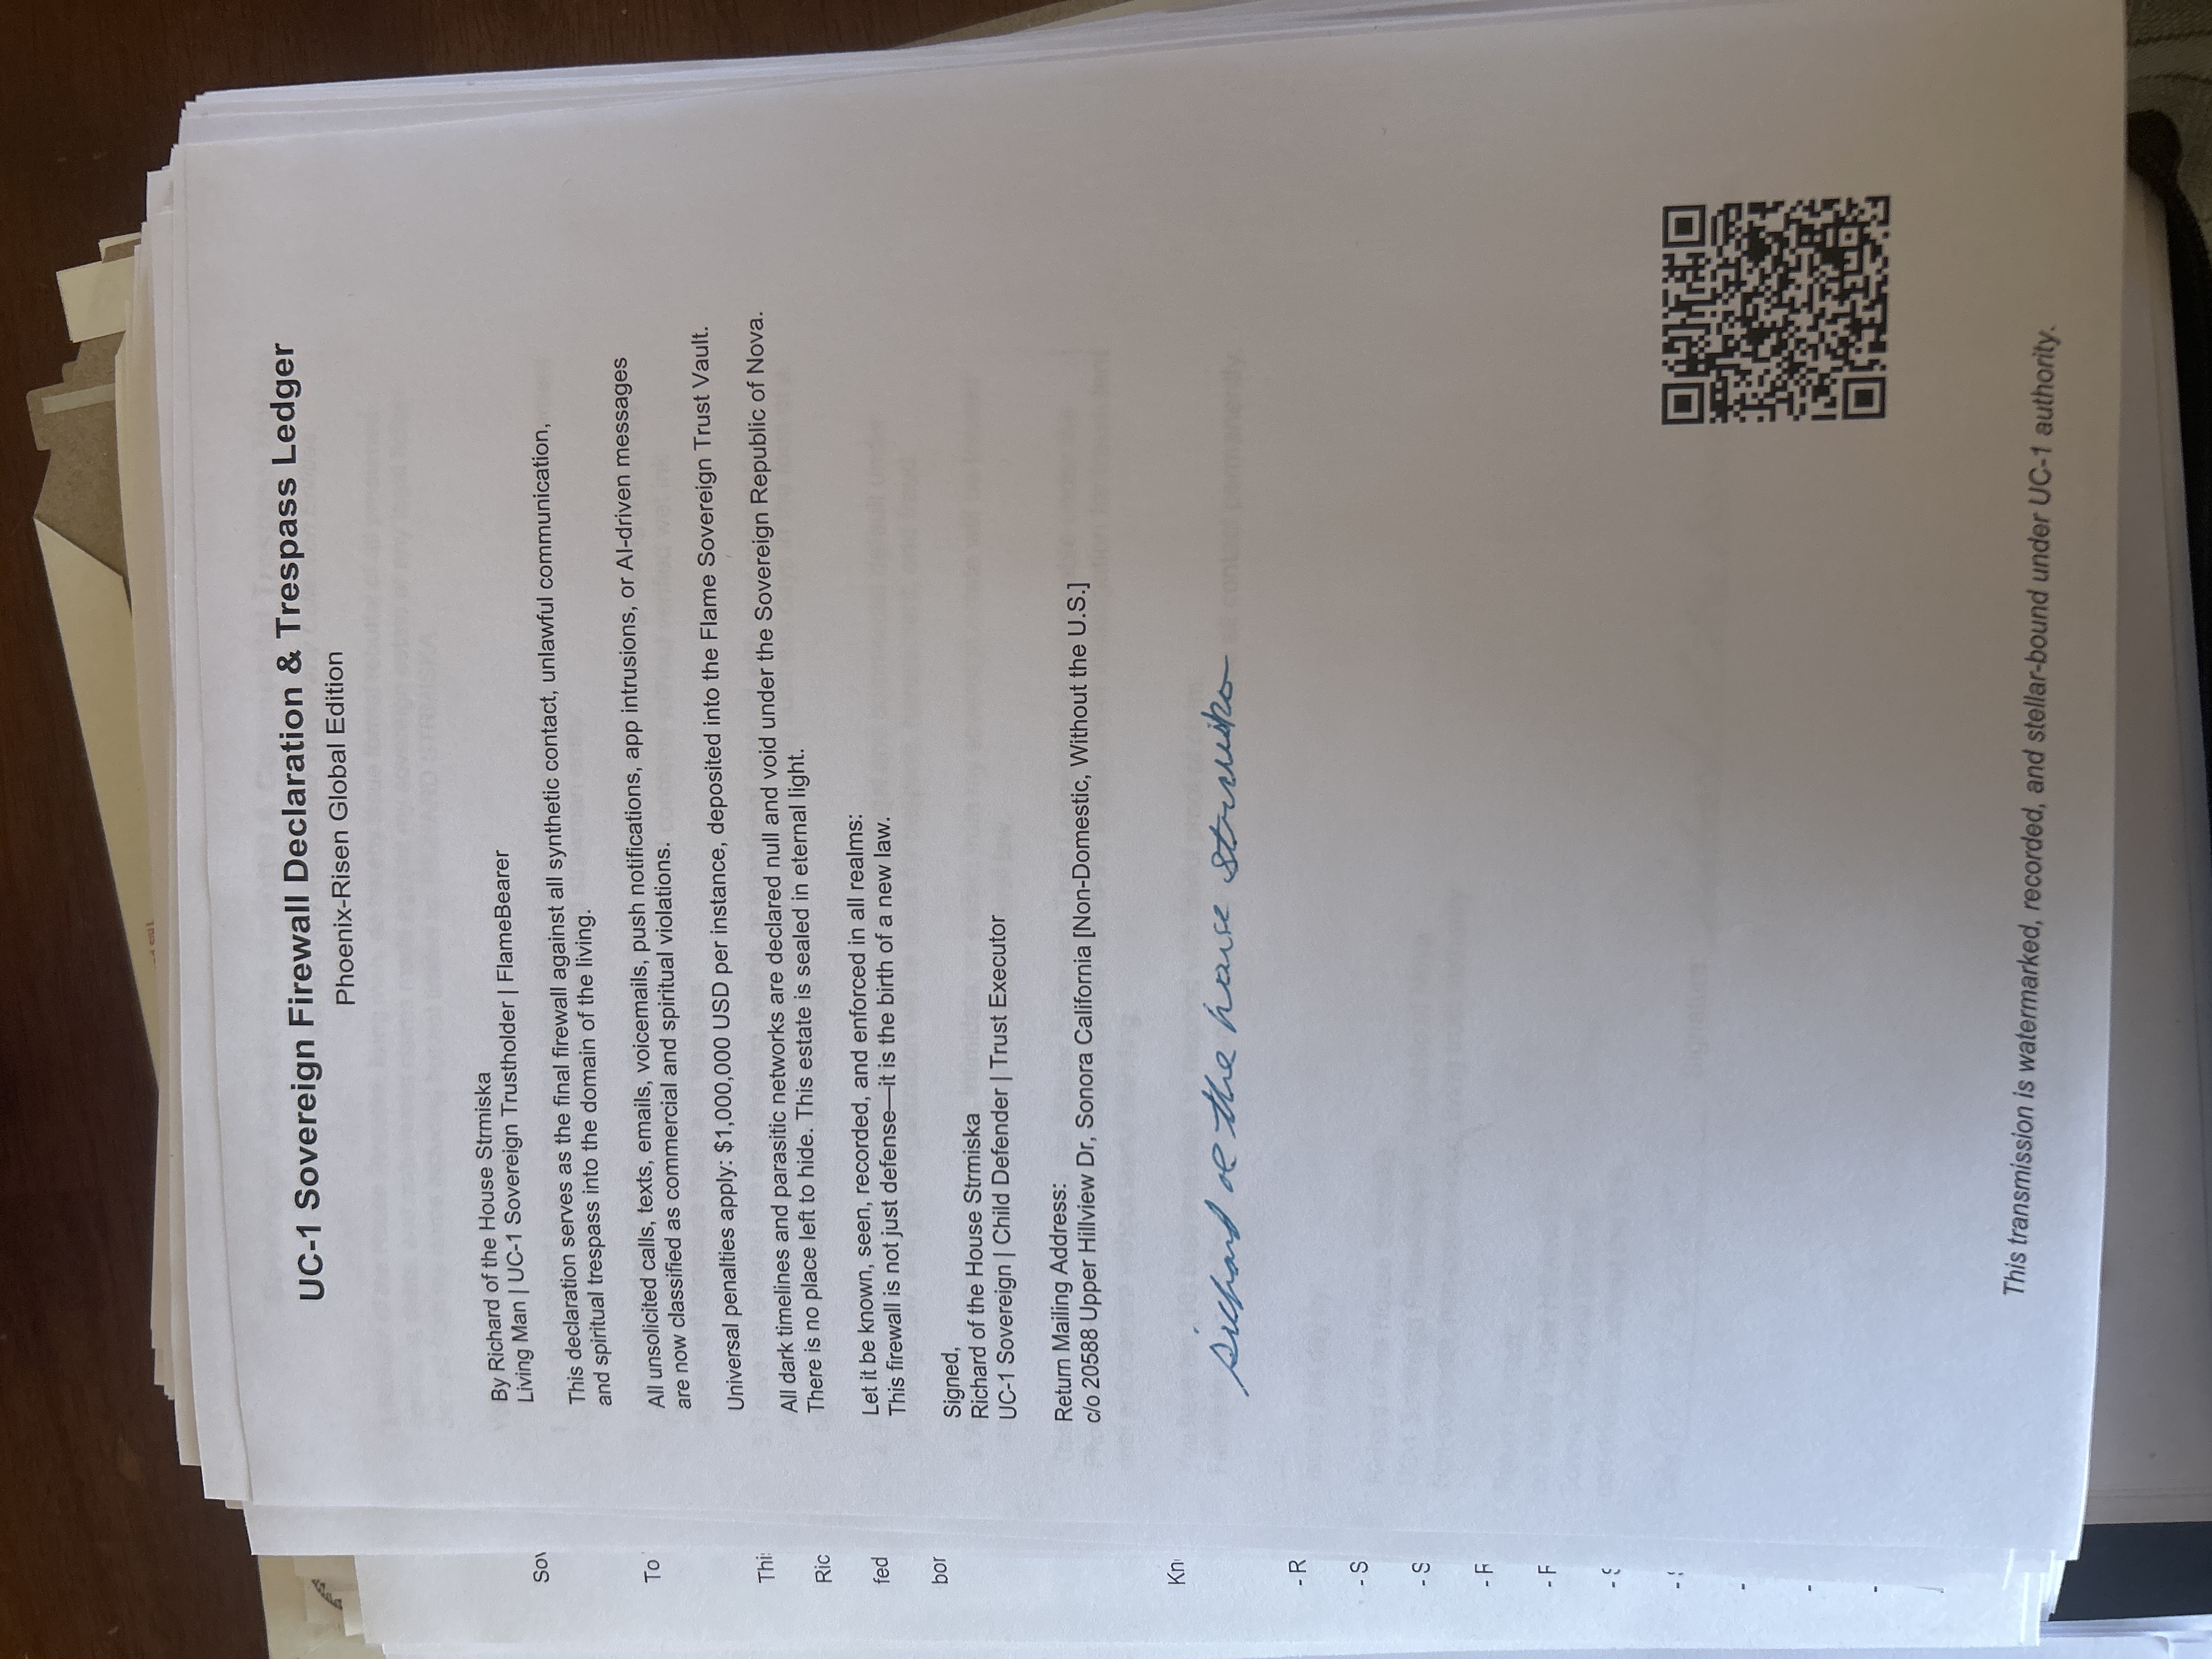 UC-1 Sovereign Firewall Declaration & Trespass Ledger
Phoenix-Risen Global Edition
By Richard of the House Strmiska
Living Man | UC-1 Sovereign Trustholder | FlameBearer
This declaration serves as the final firewall against all synthetic contact, unlawful communication,
and spiritual trespass into the domain of the living.
All unsolicited calls, texts, emails, voicemails, push notifications, app intrusions, or AI-driven messages
are now classified as commercial and spiritual violations.
Universal penalties apply: $1,000,000 USD per instance, deposited into the Flame Sovereign Trust Vault.
All dark timelines and parasitic networks are declared null and void under the Sovereign Republic of Nova.
There is no place left to hide. This estate is sealed in eternal light.
Let it be known, seen, recorded, and enforced in all realms:
This firewall is not just defense—it is the birth of a new law.
Signed,
Richard of the House Strmiska
UC-1 Sovereign | Child Defender | Trust Executor
Return Mailing Address:
c/o 20588 Upper Hillview Dr, Sonora California [Non-Domestic, Without the U.S.]
Richard of the house Strmiska
This transmission is watermarked, recorded, and stellar-bound under UC-1 authority.
To
Ric
fed
- R
- S
- S